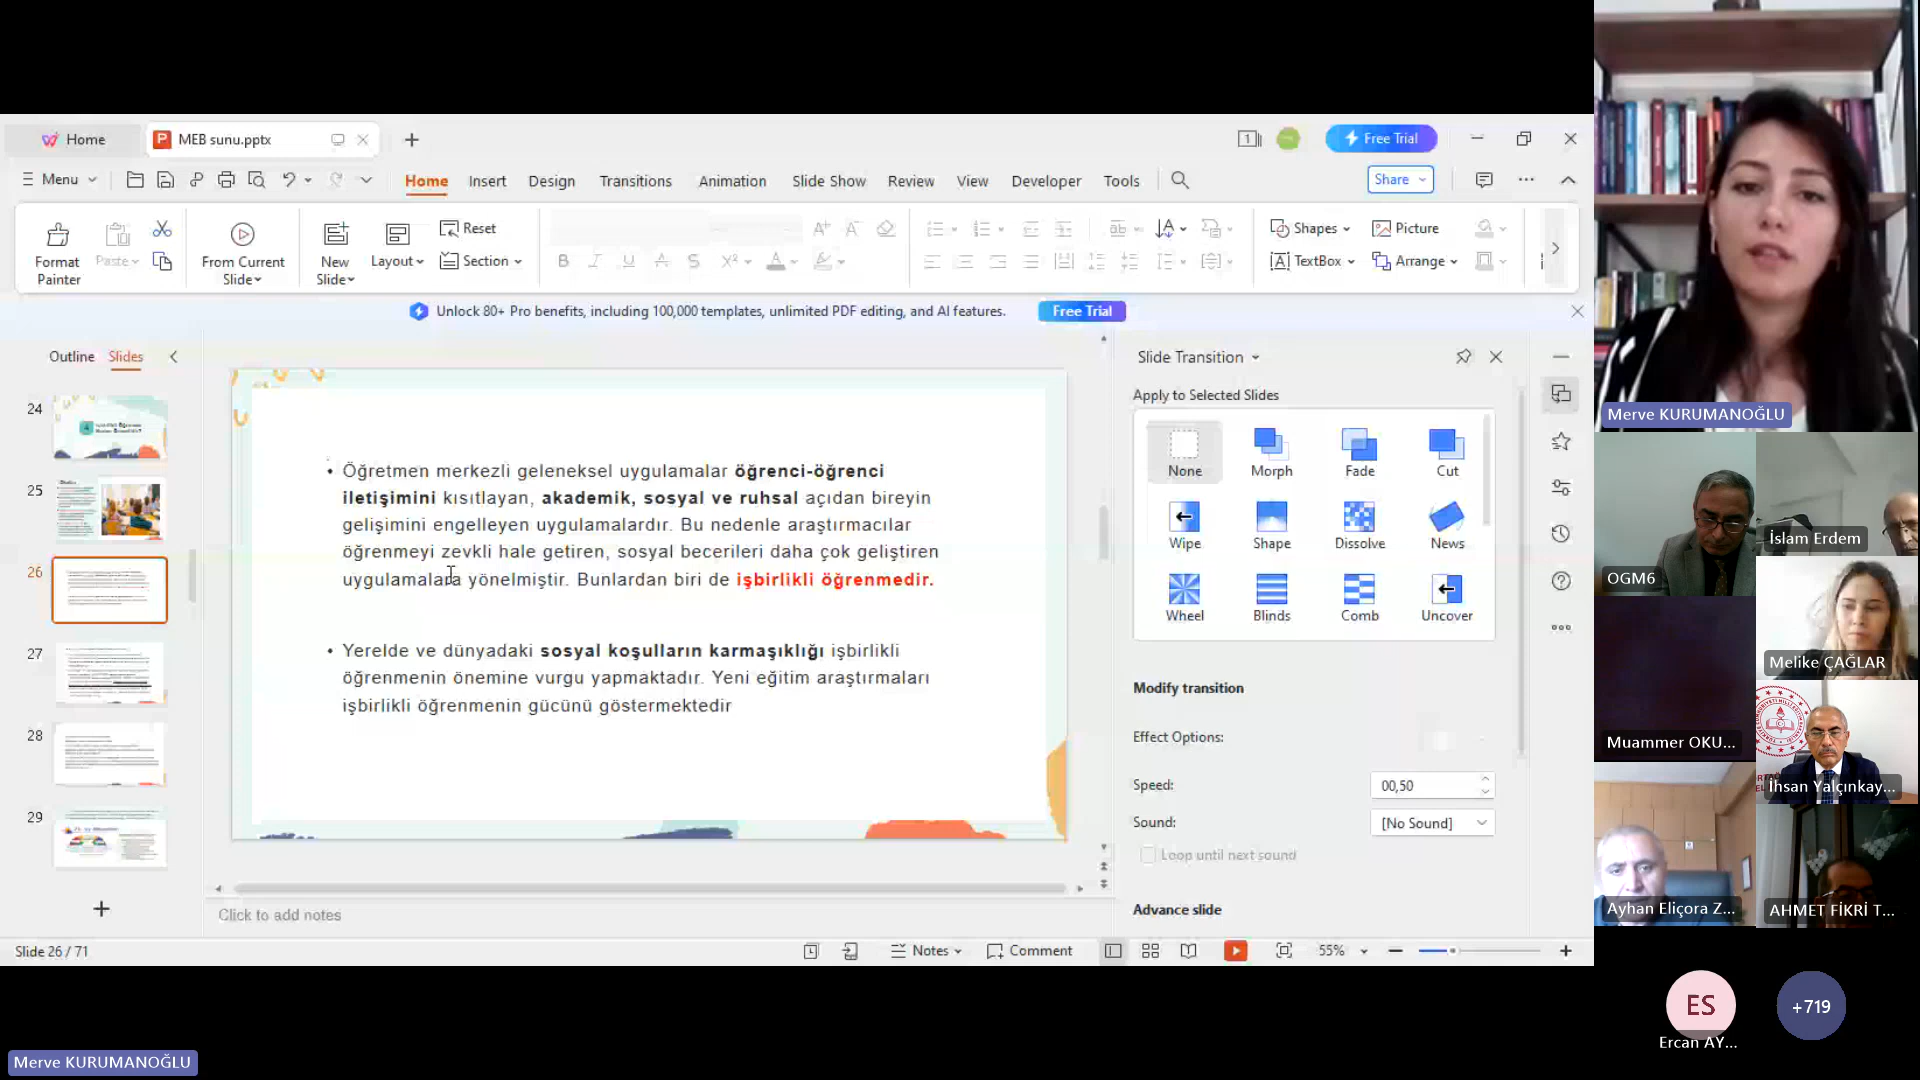 Home
MEB sunu.pptx
Free Trial
Menu
Home
Insert
Design
Transitions
Animation
Slide Show
Review
View
Developer
Tools
Share
Format
Painter
Paste
From Current
Slide
New
Slide
Layout
Reset
Section
Shapes
Picture
TextBox
Arrange
Unlock 80+ Pro benefits, including 100,000 templates, unlimited PDF editing, and AI features.
Free Trial
Outline
Slides
24
25
26
27
28
29
• Öğretmen merkezli geleneksel uygulamalar öğrenci-öğrenci
iletişimini kısıtlayan, akademik, sosyal ve ruhsal açıdan bireyin
gelişimini engelleyen uygulamalardır. Bu nedenle araştırmacılar
öğrenmeyi zevkli hale getiren, sosyal becerileri daha çok geliştiren
uygulamalara yönelmiştir. Bunlardan biri de işbirlikli öğrenmedir.
• Yerelde ve dünyadaki sosyal koşulların karmaşıklığı işbirlikli
öğrenmenin önemine vurgu yapmaktadır. Yeni eğitim araştırmaları
işbirlikli öğrenmenin gücünü göstermektedir
Click to add notes
Slide Transition
Apply to Selected Slides
None
Morph
Fade
Cut
Wipe
Shape
Dissolve
News
Wheel
Blinds
Comb
Uncover
Modify transition
Effect Options:
Speed:
00,50
Sound:
[No Sound]
Loop until next sound
Advance slide
Slide 26 / 71
Notes
Comment
55%
Merve KURUMANOĞLU
OGM6
İslam Erdem
Melike ÇAĞLAR
Muammer OKU...
İhsan Yalçınkay...
Ayhan Eliçora Z...
AHMET FİKRİ T...
ES
Ercan AY...
+719
Merve KURUMANOĞLU